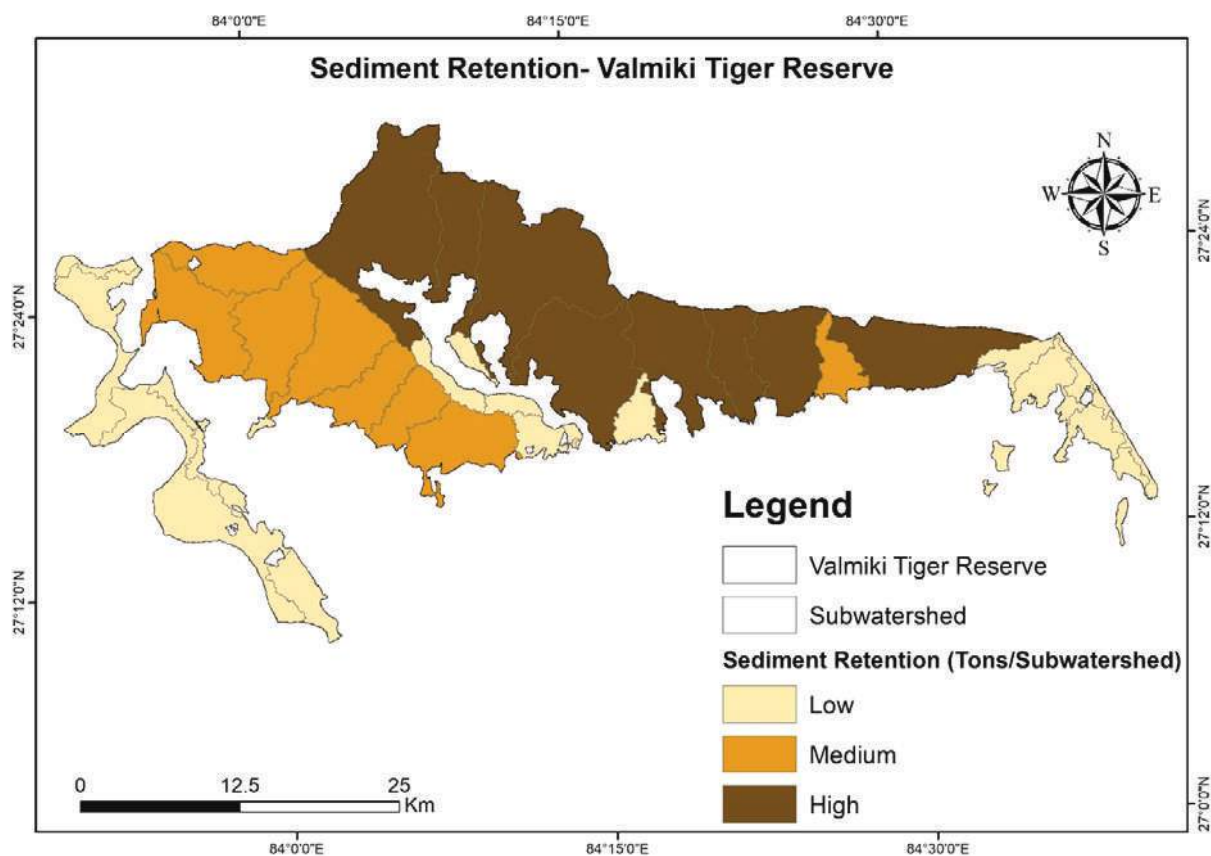 84°0'0"E
84°15'0"E
84°30'0"E
Sediment Retention- Valmiki Tiger Reserve
N
W
E
S
27°24'0"N
27°24'0"N
Legend
Valmiki Tiger Reserve
27°12'0"N
27°12'0"N
Subwatershed
Sediment Retention (Tons/Subwatershed)
Low
Medium
0
12.5
25
Km
High
27°0'0"N
84°0'0"E
84°15'0"E
84°30'0"E